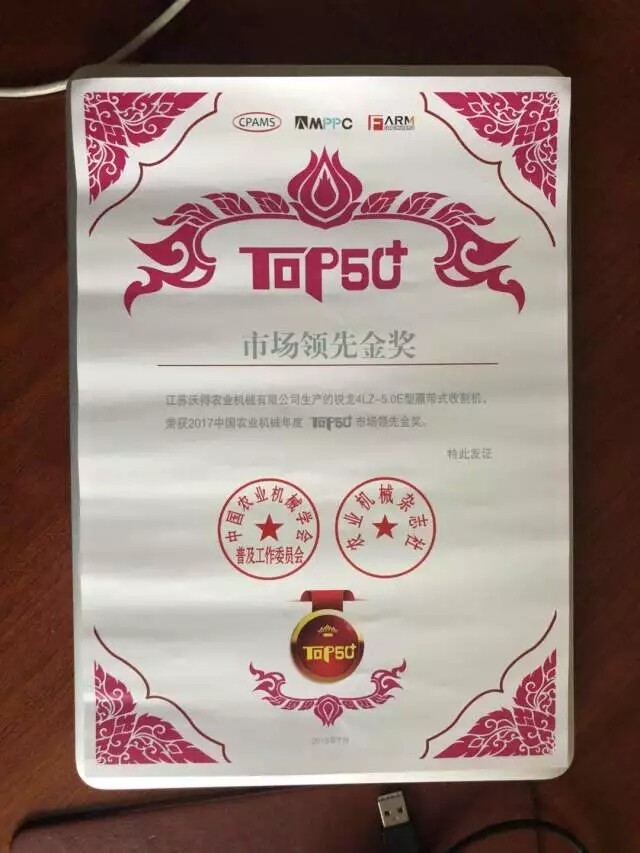 CPAMS AMPPC FARM
TOP50+
市场领先金奖
江苏沃得农业机械有限公司生产的锐龙4LZ-5.0E型履带式收割机,
荣获2017中国农业机械年度 TOP50+ 市场领先金奖。
特此发证
中国农业机械学会
普及工作委员会
农业机械杂志社
TOP50+